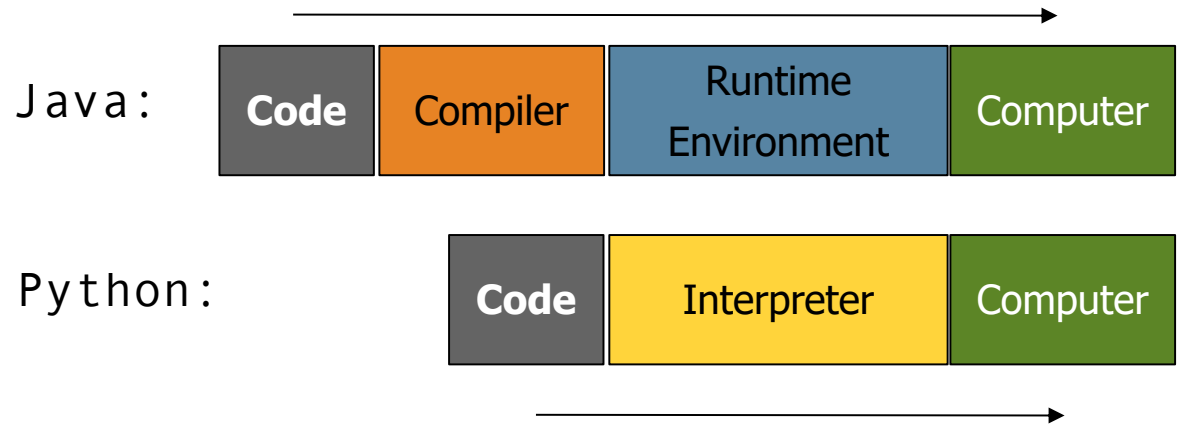 Java:
Code
Compiler
Runtime
Environment
Computer
Python:
Code
Interpreter
Computer